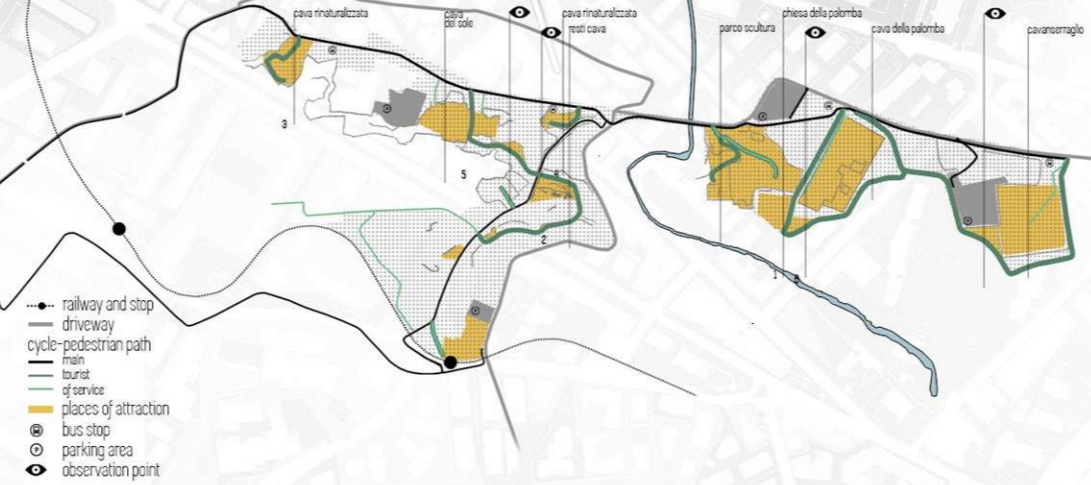 cava rinaturalizzata
cava
del sole
cava rinaturalizzata
resti cava
parco scultura
chiesa della palomba
cava della palomba
cavanserraglio
3
5
2
1
railway and stop
driveway
cycle-pedestrian path
main
tourist
of service
places of attraction
bus stop
P parking area
observation point